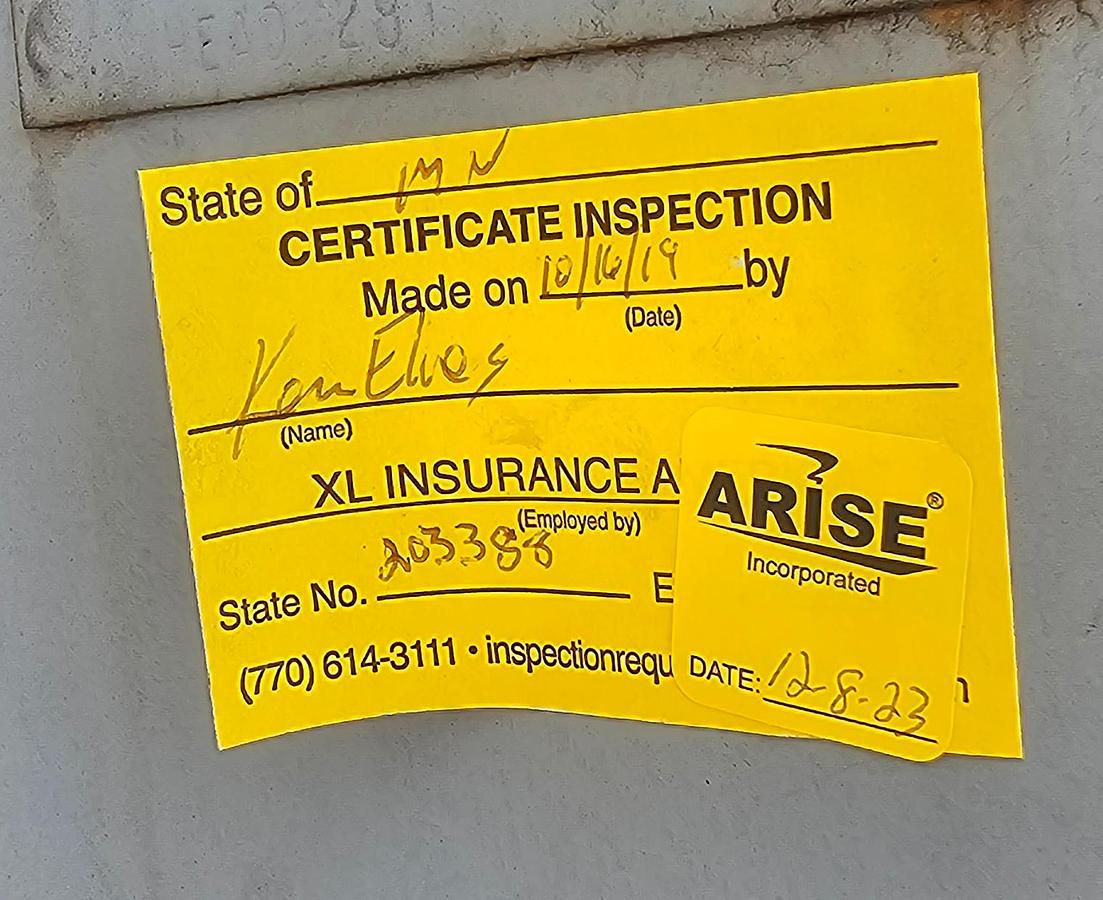 State of MN
CERTIFICATE INSPECTION
Made on 10/16/19 by
(Date)
Ken
(Name)
XL INSURANCE A
(Employed by)
State No. 203388 E
(770) 614-3111 • inspectionrequ
ARISE®
Incorporated
DATE: 12-8-23